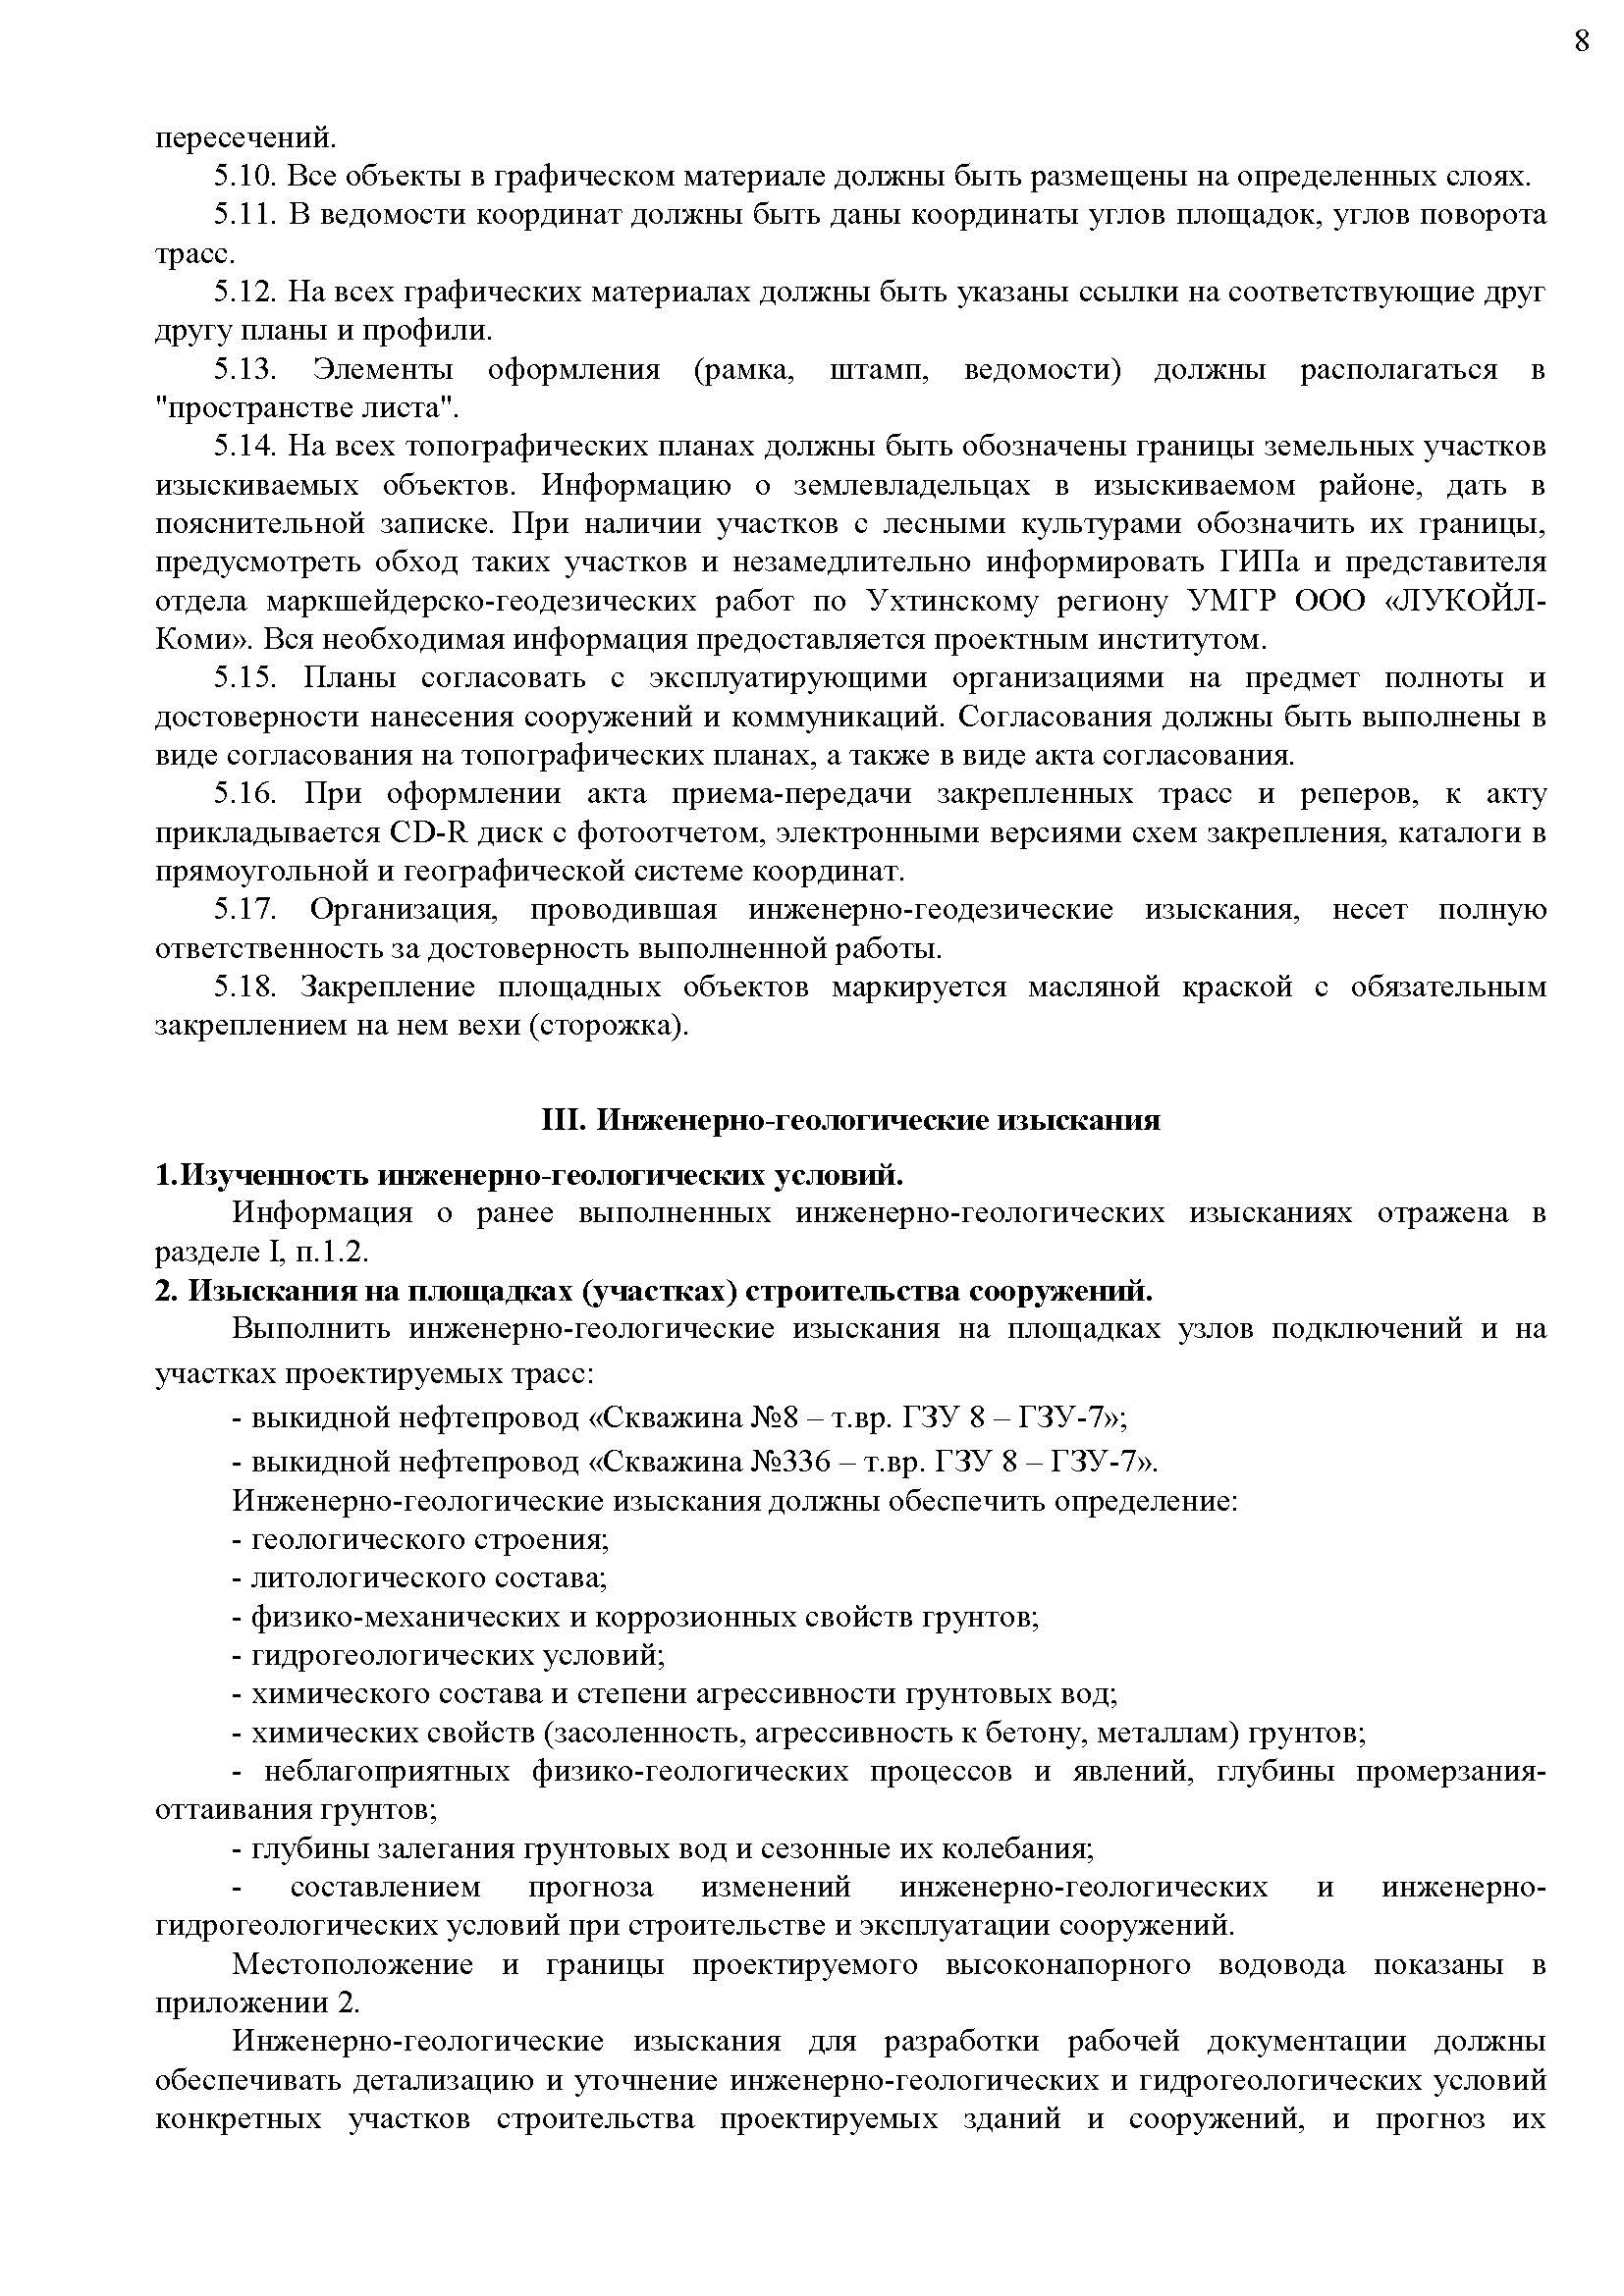 8
пересечений.
5.10. Все объекты в графическом материале должны быть размещены на определенных слоях.
5.11. В ведомости координат должны быть даны координаты углов площадок, углов поворота
трасс.
5.12. На всех графических материалах должны быть указаны ссылки на соответствующие друг
другу планы и профили.
5.13. Элементы оформления (рамка, штамп, ведомости) должны располагаться в
"пространстве листа".
5.14. На всех топографических планах должны быть обозначены границы земельных участков
изыскиваемых объектов. Информацию о землевладельцах в изыскиваемом районе, дать в
пояснительной записке. При наличии участков с лесными культурами обозначить их границы,
предусмотреть обход таких участков и незамедлительно информировать ГИПа и представителя
отдела маркшейдерско-геодезических работ по Ухтинскому региону УМГР ООО «ЛУКОЙЛ-
Коми». Вся необходимая информация предоставляется проектным институтом.
5.15. Планы согласовать с эксплуатирующими организациями на предмет полноты и
достоверности нанесения сооружений и коммуникаций. Согласования должны быть выполнены в
виде согласования на топографических планах, а также в виде акта согласования.
5.16. При оформлении акта приема-передачи закрепленных трасс и реперов, к акту
прикладывается CD-R диск с фотоотчетом, электронными версиями схем закрепления, каталоги в
прямоугольной и географической системе координат.
5.17. Организация, проводившая инженерно-геодезические изыскания, несет полную
ответственность за достоверность выполненной работы.
5.18. Закрепление площадных объектов маркируется масляной краской с обязательным
закреплением на нем вехи (сторожка).
III. Инженерно-геологические изыскания
1.Изученность инженерно-геологических условий.
Информация о ранее выполненных инженерно-геологических изысканиях отражена в
разделе I, п.1.2.
2. Изыскания на площадках (участках) строительства сооружений.
Выполнить инженерно-геологические изыскания на площадках узлов подключений и на
участках проектируемых трасс:
- выкидной нефтепровод «Скважина №8 – т.вр. ГЗУ 8 – ГЗУ-7»;
- выкидной нефтепровод «Скважина №336 – т.вр. ГЗУ 8 – ГЗУ-7».
Инженерно-геологические изыскания должны обеспечить определение:
- геологического строения;
- литологического состава;
- физико-механических и коррозионных свойств грунтов;
- гидрогеологических условий;
- химического состава и степени агрессивности грунтовых вод;
- химических свойств (засоленность, агрессивность к бетону, металлам) грунтов;
- неблагоприятных физико-геологических процессов и явлений, глубины промерзания-
оттаивания грунтов;
- глубины залегания грунтовых вод и сезонные их колебания;
- составлением прогноза изменений инженерно-геологических и инженерно-
гидрогеологических условий при строительстве и эксплуатации сооружений.
Местоположение и границы проектируемого высоконапорного водовода показаны в
приложении 2.
Инженерно-геологические изыскания для разработки рабочей документации должны
обеспечивать детализацию и уточнение инженерно-геологических и гидрогеологических условий
конкретных участков строительства проектируемых зданий и сооружений, и прогноз их